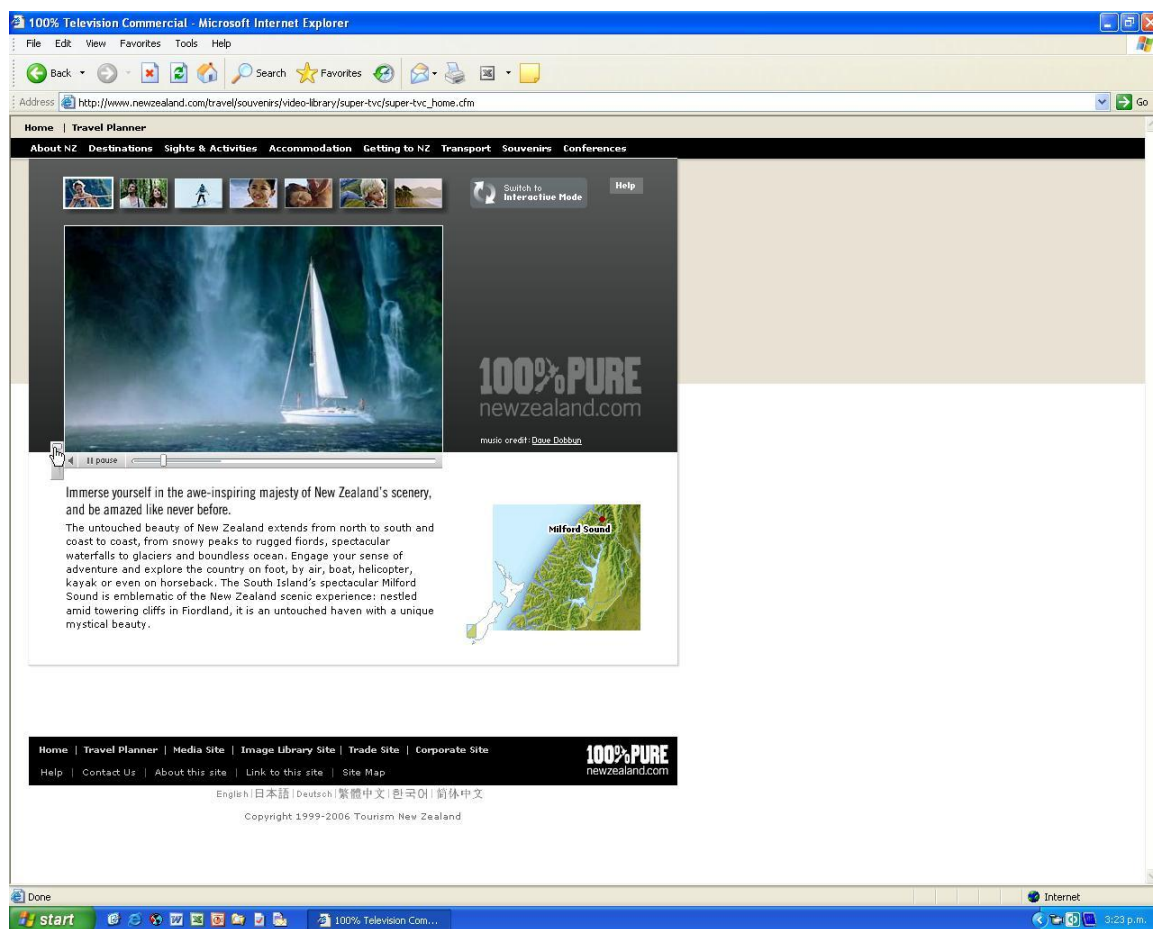 100% Television Commercial - Microsoft Internet Explorer
File Edit View Favorites Tools Help
Back Search Favorites
Address http://www.newzealand.com/travel/souvenirs/video-library/super-tvc/super-tvc_home.cfm Go
Home | Travel Planner
About NZ Destinations Sights & Activities Accommodation Getting to NZ Transport Souvenirs Conferences
Switch to
Interactive Mode
Help
100% PURE
newzealand.com
music credit: Dave Dobbyn
pause
Immerse yourself in the awe-inspiring majesty of New Zealand's scenery,
and be amazed like never before.
The untouched beauty of New Zealand extends from north to south and
coast to coast, from snowy peaks to rugged fiords, spectacular
waterfalls to glaciers and boundless ocean. Engage your sense of
adventure and explore the country on foot, by air, boat, helicopter,
kayak or even on horseback. The South Island's spectacular Milford
Sound is emblematic of the New Zealand scenic experience: nestled
amid towering cliffs in Fiordland, it is an untouched haven with a unique
mystical beauty.
Milford Sound
Home | Travel Planner | Media Site | Image Library Site | Trade Site | Corporate Site
Help | Contact Us | About this site | Link to this site | Site Map
100% PURE
newzealand.com
English | 日本語 | Deutsch | 繁體中文 | 한국어 | 简体中文
Copyright 1999-2006 Tourism New Zealand
Done Internet
start 100% Television Com... 3:23 p.m.